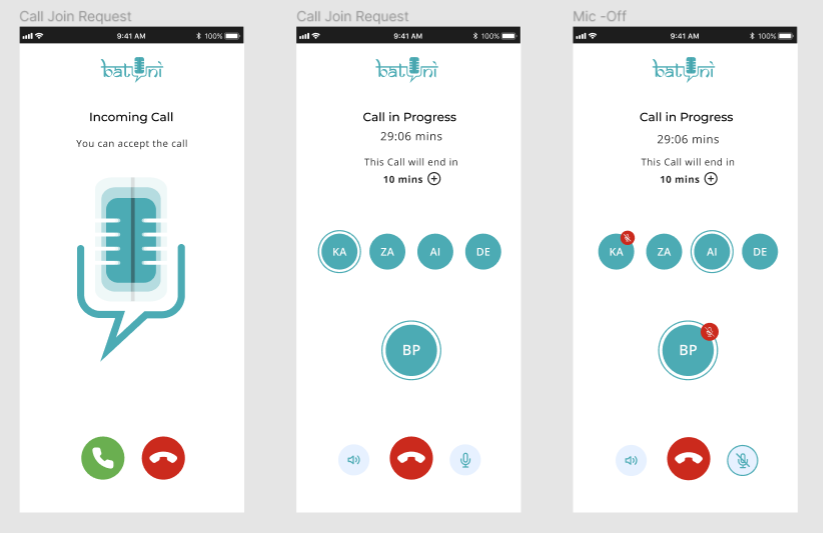 Call Join Request
9:41 AM
100%
batuni
Incoming Call
You can accept the call
Call Join Request
9:41 AM
100%
batuni
Call in Progress
29:06 mins
This Call will end in
10 mins
KA ZA AI DE
BP
Mic -Off
9:41 AM
100%
batuni
Call in Progress
29:06 mins
This Call will end in
10 mins
KA ZA AI DE
BP